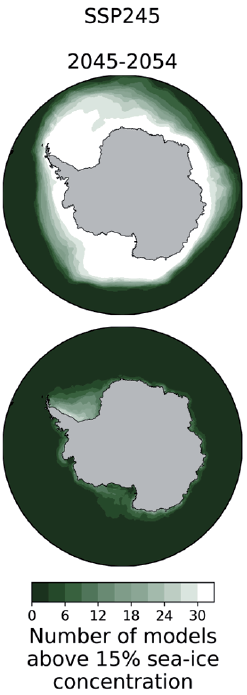 SSP245
2045-2054
0 6 12 18 24 30
Number of models
above 15% sea-ice
concentration